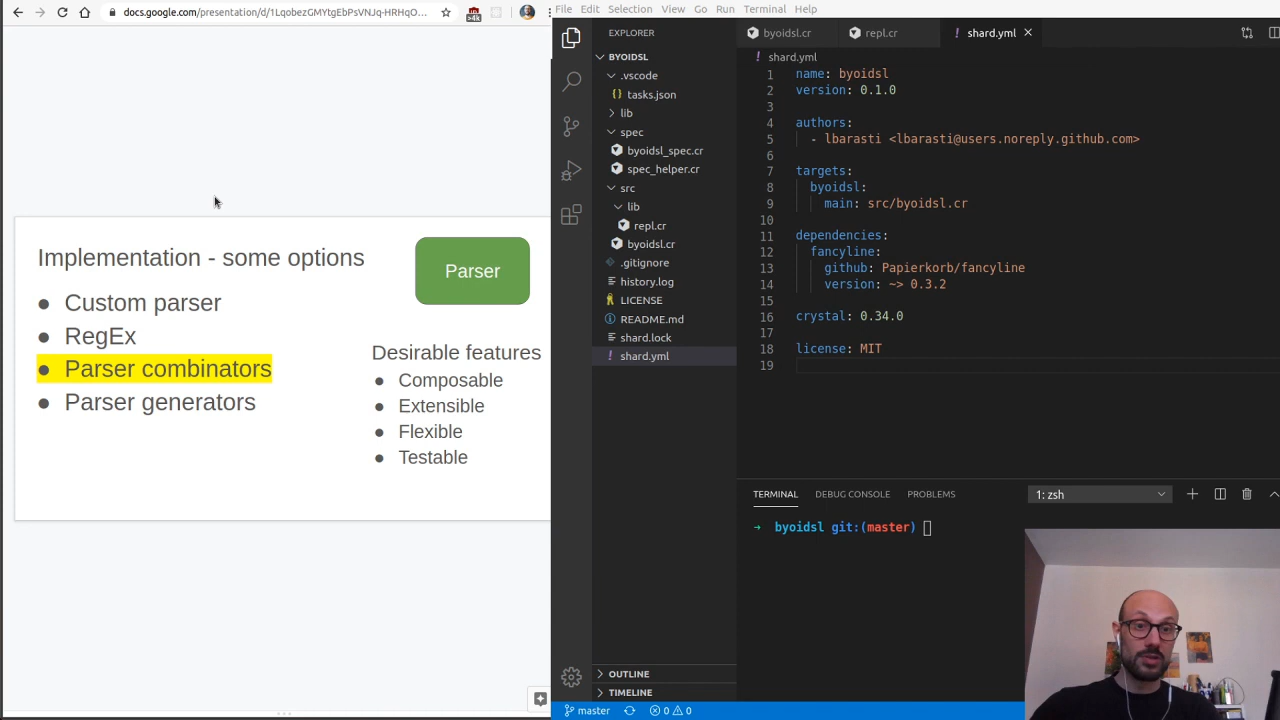 docs.google.com/presentation/d/1LqobezGMYtgEbPsVNJq-HRHqO...
>4k
Implementation - some options
Parser
● Custom parser
● RegEx
● Parser combinators
● Parser generators
Desirable features
● Composable
● Extensible
● Flexible
● Testable
File Edit Selection View Go Run Terminal Help
EXPLORER
BYOIDSL
.vscode
tasks.json
lib
spec
byoidsl_spec.cr
spec_helper.cr
src
lib
repl.cr
byoidsl.cr
.gitignore
history.log
LICENSE
README.md
shard.lock
! shard.yml
OUTLINE
TIMELINE
byoidsl.cr repl.cr ! shard.yml
! shard.yml
1 name: byoidsl
2 version: 0.1.0
3
4 authors:
5 - lbarasti <lbarasti@users.noreply.github.com>
6
7 targets:
8 byoidsl:
9 main: src/byoidsl.cr
10
11 dependencies:
12 fancyline:
13 github: Papierkorb/fancyline
14 version: ~> 0.3.2
15
16 crystal: 0.34.0
17
18 license: MIT
19
TERMINAL DEBUG CONSOLE PROBLEMS 1: zsh
→ byoidsl git:(master)
master 0 0